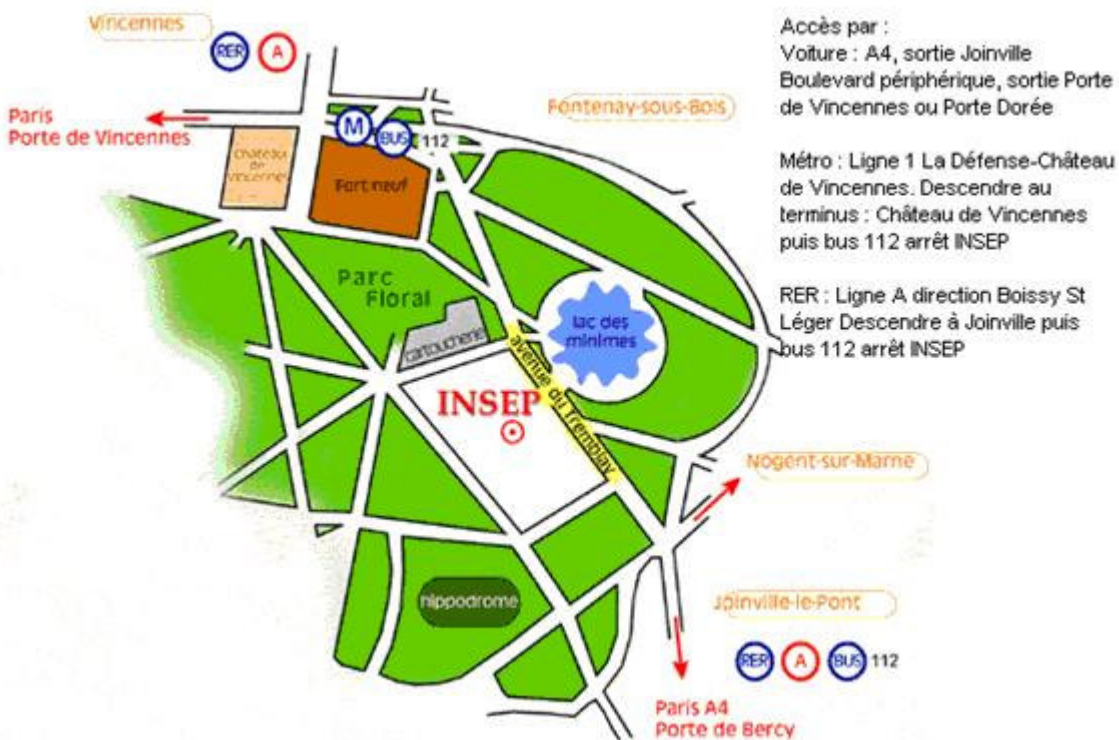 Vincennes
RER A
Paris
Porte de Vincennes
Château
de
Vincennes
M
BUS 112
Fort neuf
Fontenay-sous-Bois
Parc
Floral
cartoucherie
lac des
minimes
avenue du Tremblay
INSEP
Nogent-sur-Marne
hippodrome
Joinville-le-Pont
RER A BUS 112
Paris A4
Porte de Bercy
Accès par :
Voiture : A4, sortie Joinville
Boulevard périphérique, sortie Porte
de Vincennes ou Porte Dorée
Métro : Ligne 1 La Défense-Château
de Vincennes. Descendre au
terminus : Château de Vincennes
puis bus 112 arrêt INSEP
RER : Ligne A direction Boissy St
Léger Descendre à Joinville puis
bus 112 arrêt INSEP